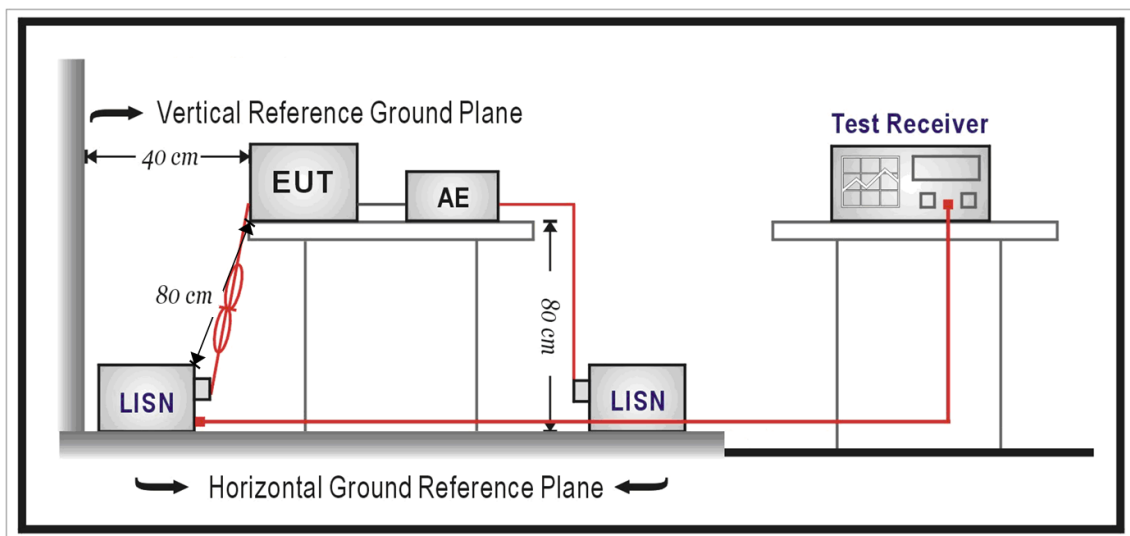 Vertical Reference Ground Plane
Test Receiver
40 cm
EUT
AE
80 cm
80 cm
LISN
LISN
Horizontal Ground Reference Plane